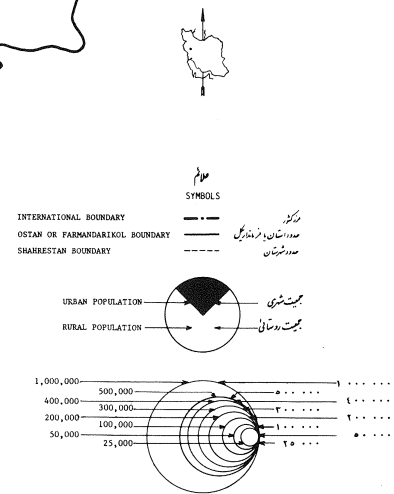 علائم
SYMBOLS
INTERNATIONAL BOUNDARY مرز کشور
OSTAN OR FARMANDARIKOL BOUNDARY حدود استان یا فرمانداریکل
SHAHRESTAN BOUNDARY حدود شهرستان
URBAN POPULATION جمعیت شهری
RURAL POPULATION جمعیت روستائی
1,000,000 ۱۰۰۰۰۰۰
500,000 ۵۰۰۰۰۰
400,000 ۴۰۰۰۰۰
300,000 ۳۰۰۰۰۰
200,000 ۲۰۰۰۰۰
100,000 ۱۰۰۰۰۰
50,000 ۵۰۰۰۰
25,000 ۲۵۰۰۰